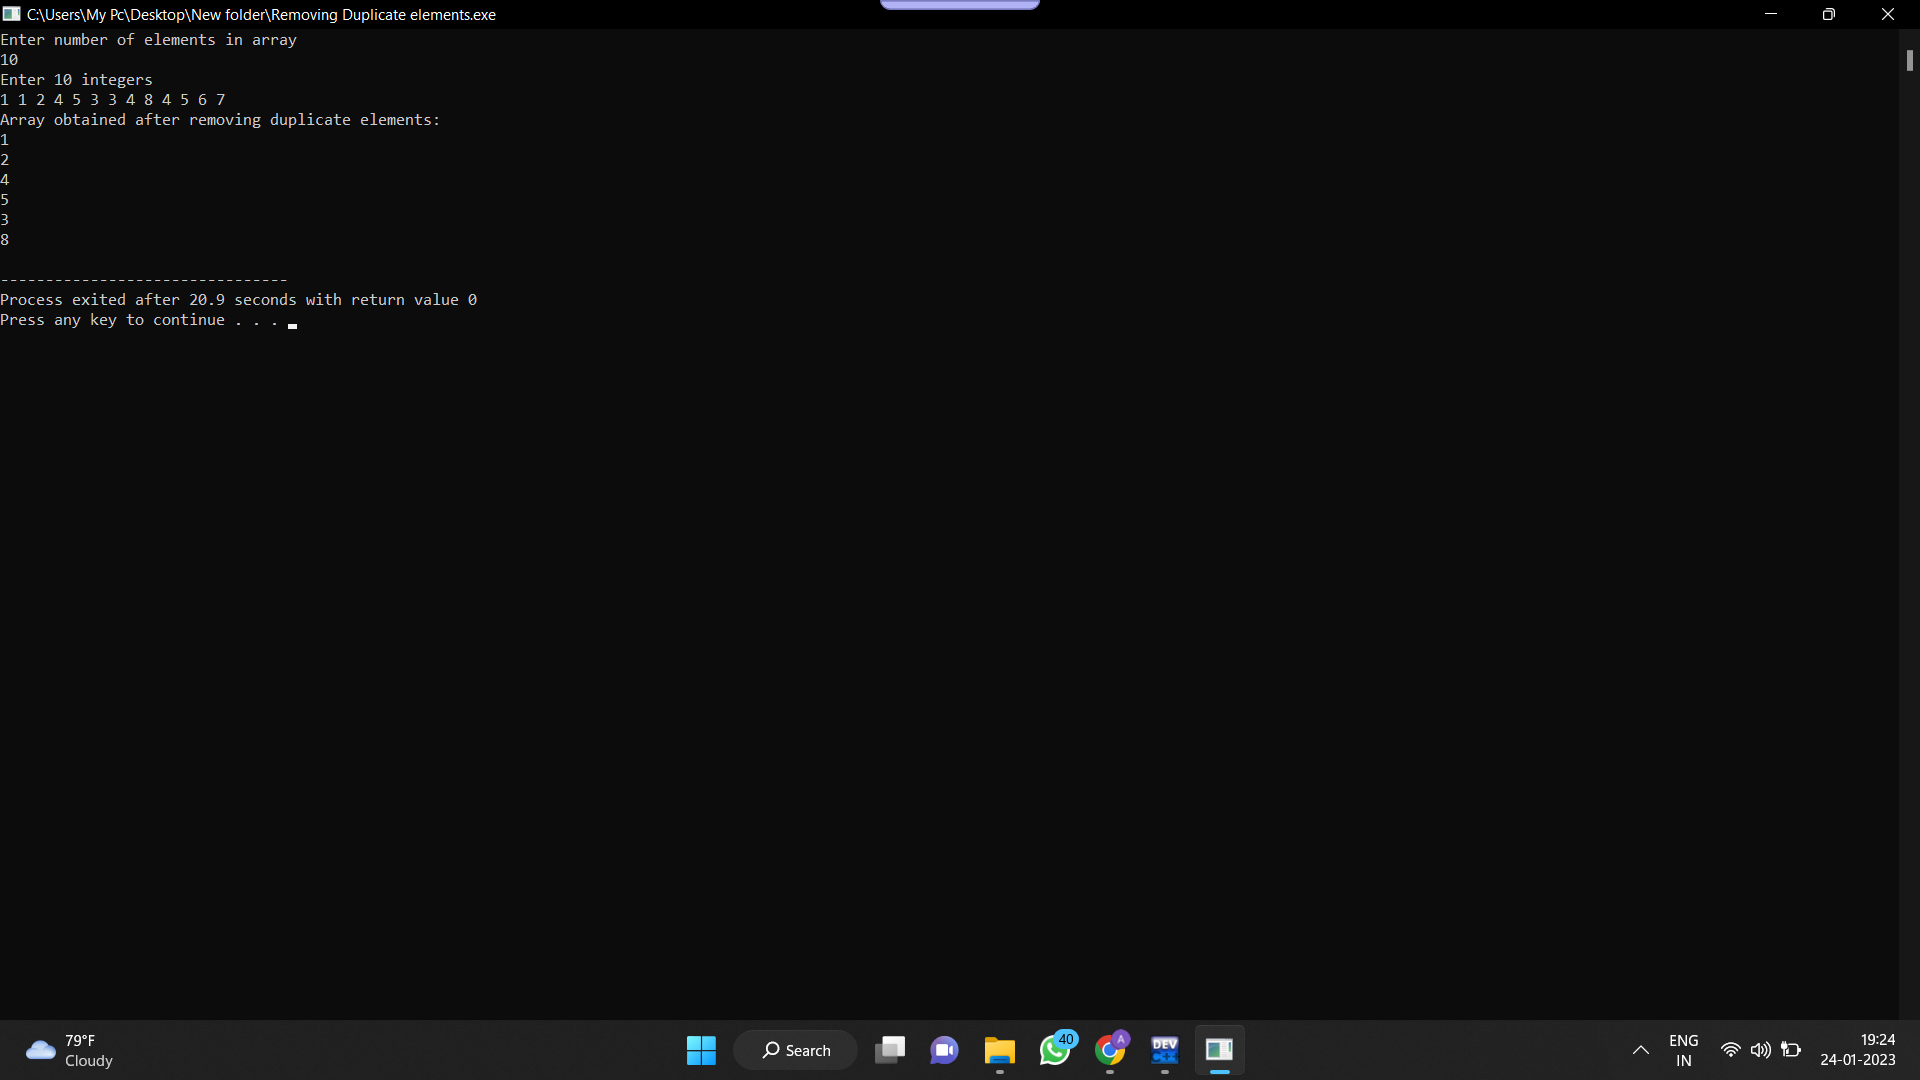 C:\Users\My Pc\Desktop\New folder\Removing Duplicate elements.exe
Enter number of elements in array
10
Enter 10 integers
1 1 2 4 5 3 3 4 8 4 5 6 7
Array obtained after removing duplicate elements:
1
2
4
5
3
8
--------------------------------
Process exited after 20.9 seconds with return value 0
Press any key to continue . . .
79°F
Cloudy
Search
40
A
DEV
C++
ENG
IN
19:24
24-01-2023